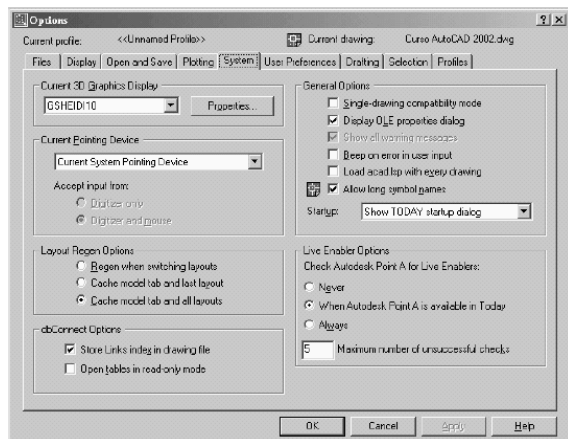 Options
Current profile: <<Unnamed Profile>> Current drawing: Curso AutoCAD 2002.dwg
Files Display Open and Save Plotting System User Preferences Drafting Selection Profiles
Current 3D Graphics Display
GSHEIDI10 Properties...
Current Pointing Device
Current System Pointing Device
Accept input from:
Digitizer only
Digitizer and mouse
Layout Regen Options
Regen when switching layouts
Cache model tab and last layout
Cache model tab and all layouts
dbConnect Options
Store Links index in drawing file
Open tables in read-only mode
General Options
Single-drawing compatibility mode
Display OLE properties dialog
Show all warning messages
Beep on error in user input
Load acad.lsp with every drawing
Allow long symbol names
Startup: Show TODAY startup dialog
Live Enabler Options
Check Autodesk Point A for Live Enablers:
Never
When Autodesk Point A is available in Today
Always
5 Maximum number of unsuccessful checks
OK Cancel Apply Help